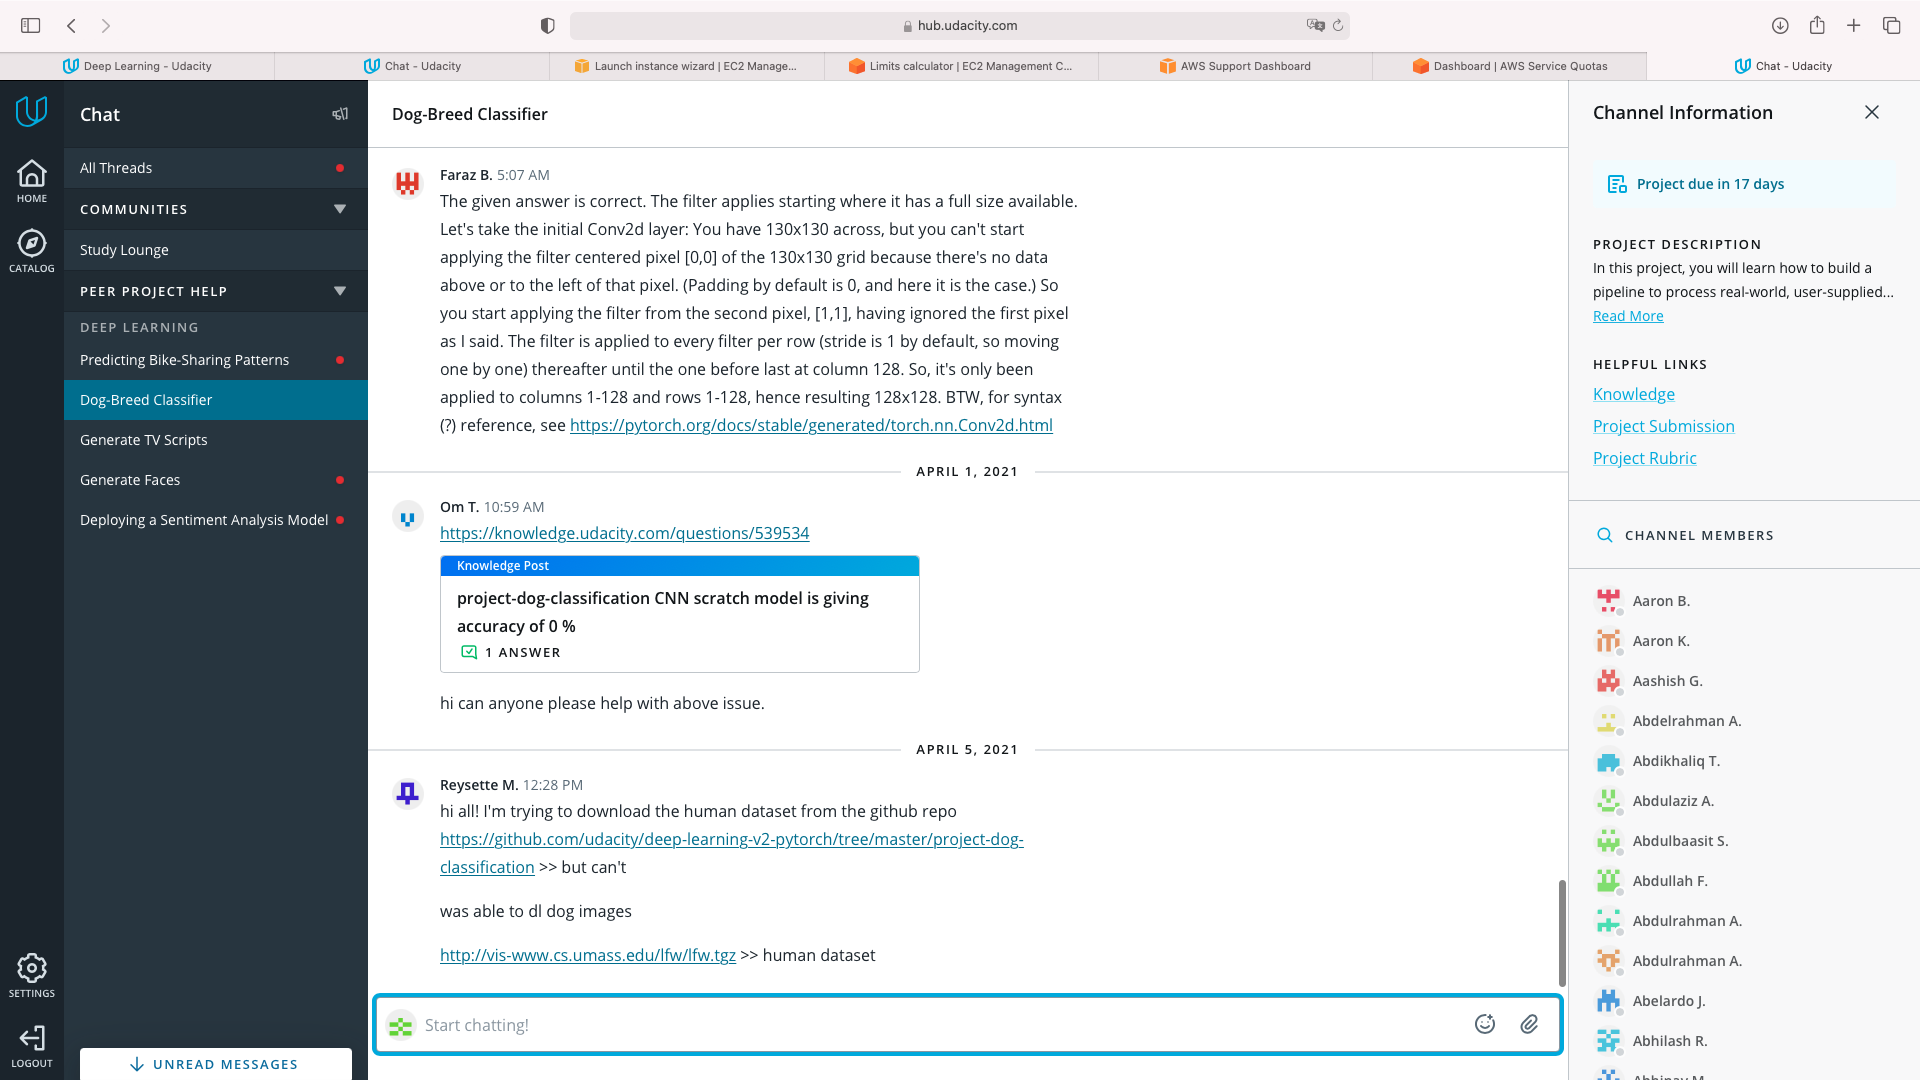 hub.udacity.com
Deep Learning - Udacity
Chat - Udacity
Launch instance wizard | EC2 Manage...
Limits calculator | EC2 Management C...
AWS Support Dashboard
Dashboard | AWS Service Quotas
Chat - Udacity
HOME
CATALOG
SETTINGS
LOGOUT
Chat
All Threads
COMMUNITIES
Study Lounge
PEER PROJECT HELP
DEEP LEARNING
Predicting Bike-Sharing Patterns
Dog-Breed Classifier
Generate TV Scripts
Generate Faces
Deploying a Sentiment Analysis Model
UNREAD MESSAGES
Dog-Breed Classifier
Faraz B. 5:07 AM
The given answer is correct. The filter applies starting where it has a full size available.
Let's take the initial Conv2d layer: You have 130x130 across, but you can't start
applying the filter centered pixel [0,0] of the 130x130 grid because there's no data
above or to the left of that pixel. (Padding by default is 0, and here it is the case.) So
you start applying the filter from the second pixel, [1,1], having ignored the first pixel
as I said. The filter is applied to every filter per row (stride is 1 by default, so moving
one by one) thereafter until the one before last at column 128. So, it's only been
applied to columns 1-128 and rows 1-128, hence resulting 128x128. BTW, for syntax
(?) reference, see https://pytorch.org/docs/stable/generated/torch.nn.Conv2d.html
APRIL 1, 2021
Om T. 10:59 AM
https://knowledge.udacity.com/questions/539534
Knowledge Post
project-dog-classification CNN scratch model is giving
accuracy of 0 %
1 ANSWER
hi can anyone please help with above issue.
APRIL 5, 2021
Reysette M. 12:28 PM
hi all! I'm trying to download the human dataset from the github repo
https://github.com/udacity/deep-learning-v2-pytorch/tree/master/project-dog-
classification >> but can't
was able to dl dog images
http://vis-www.cs.umass.edu/lfw/lfw.tgz >> human dataset
Start chatting!
Channel Information
Project due in 17 days
PROJECT DESCRIPTION
In this project, you will learn how to build a
pipeline to process real-world, user-supplied...
Read More
HELPFUL LINKS
Knowledge
Project Submission
Project Rubric
CHANNEL MEMBERS
Aaron B.
Aaron K.
Aashish G.
Abdelrahman A.
Abdikhaliq T.
Abdulaziz A.
Abdulbaasit S.
Abdullah F.
Abdulrahman A.
Abdulrahman A.
Abelardo J.
Abhilash R.